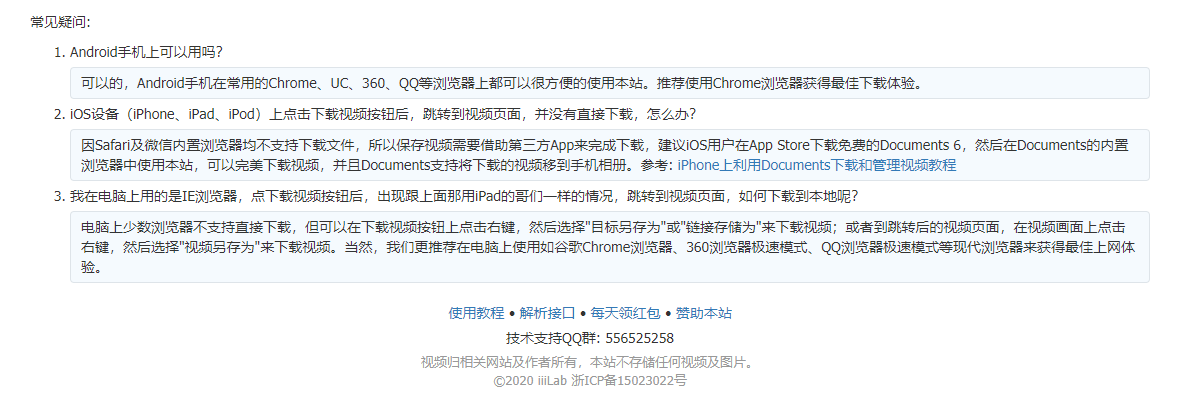 常见疑问:
1. Android手机上可以用吗?
可以的，Android手机在常用的Chrome、UC、360、QQ等浏览器上都可以很方便的使用本站。推荐使用Chrome浏览器获得最佳下载体验。
2. iOS设备（iPhone、iPad、iPod）上点击下载视频按钮后，跳转到视频页面，并没有直接下载，怎么办?
因Safari及微信内置浏览器均不支持下载文件，所以保存视频需要借助第三方App来完成下载，建议iOS用户在App Store下载免费的Documents 6，然后在Documents的内置
浏览器中使用本站，可以完美下载视频，并且Documents支持将下载的视频移到手机相册。参考: iPhone上利用Documents下载和管理视频教程
3. 我在电脑上用的是IE浏览器，点下载视频按钮后，出现跟上面那用iPad的哥们一样的情况，跳转到视频页面，如何下载到本地呢?
电脑上少数浏览器不支持直接下载，但可以在下载视频按钮上点击右键，然后选择"目标另存为"或"链接存储为"来下载视频；或者到跳转后的视频页面，在视频画面上点击
右键，然后选择"视频另存为"来下载视频。当然，我们更推荐在电脑上使用如谷歌Chrome浏览器、360浏览器极速模式、QQ浏览器极速模式等现代浏览器来获得最佳上网体
验。
使用教程 • 解析接口 • 每天领红包 • 赞助本站
技术支持QQ群: 556525258
视频归相关网站及作者所有，本站不存储任何视频及图片。
©2020 iiiLab 浙ICP备15023022号